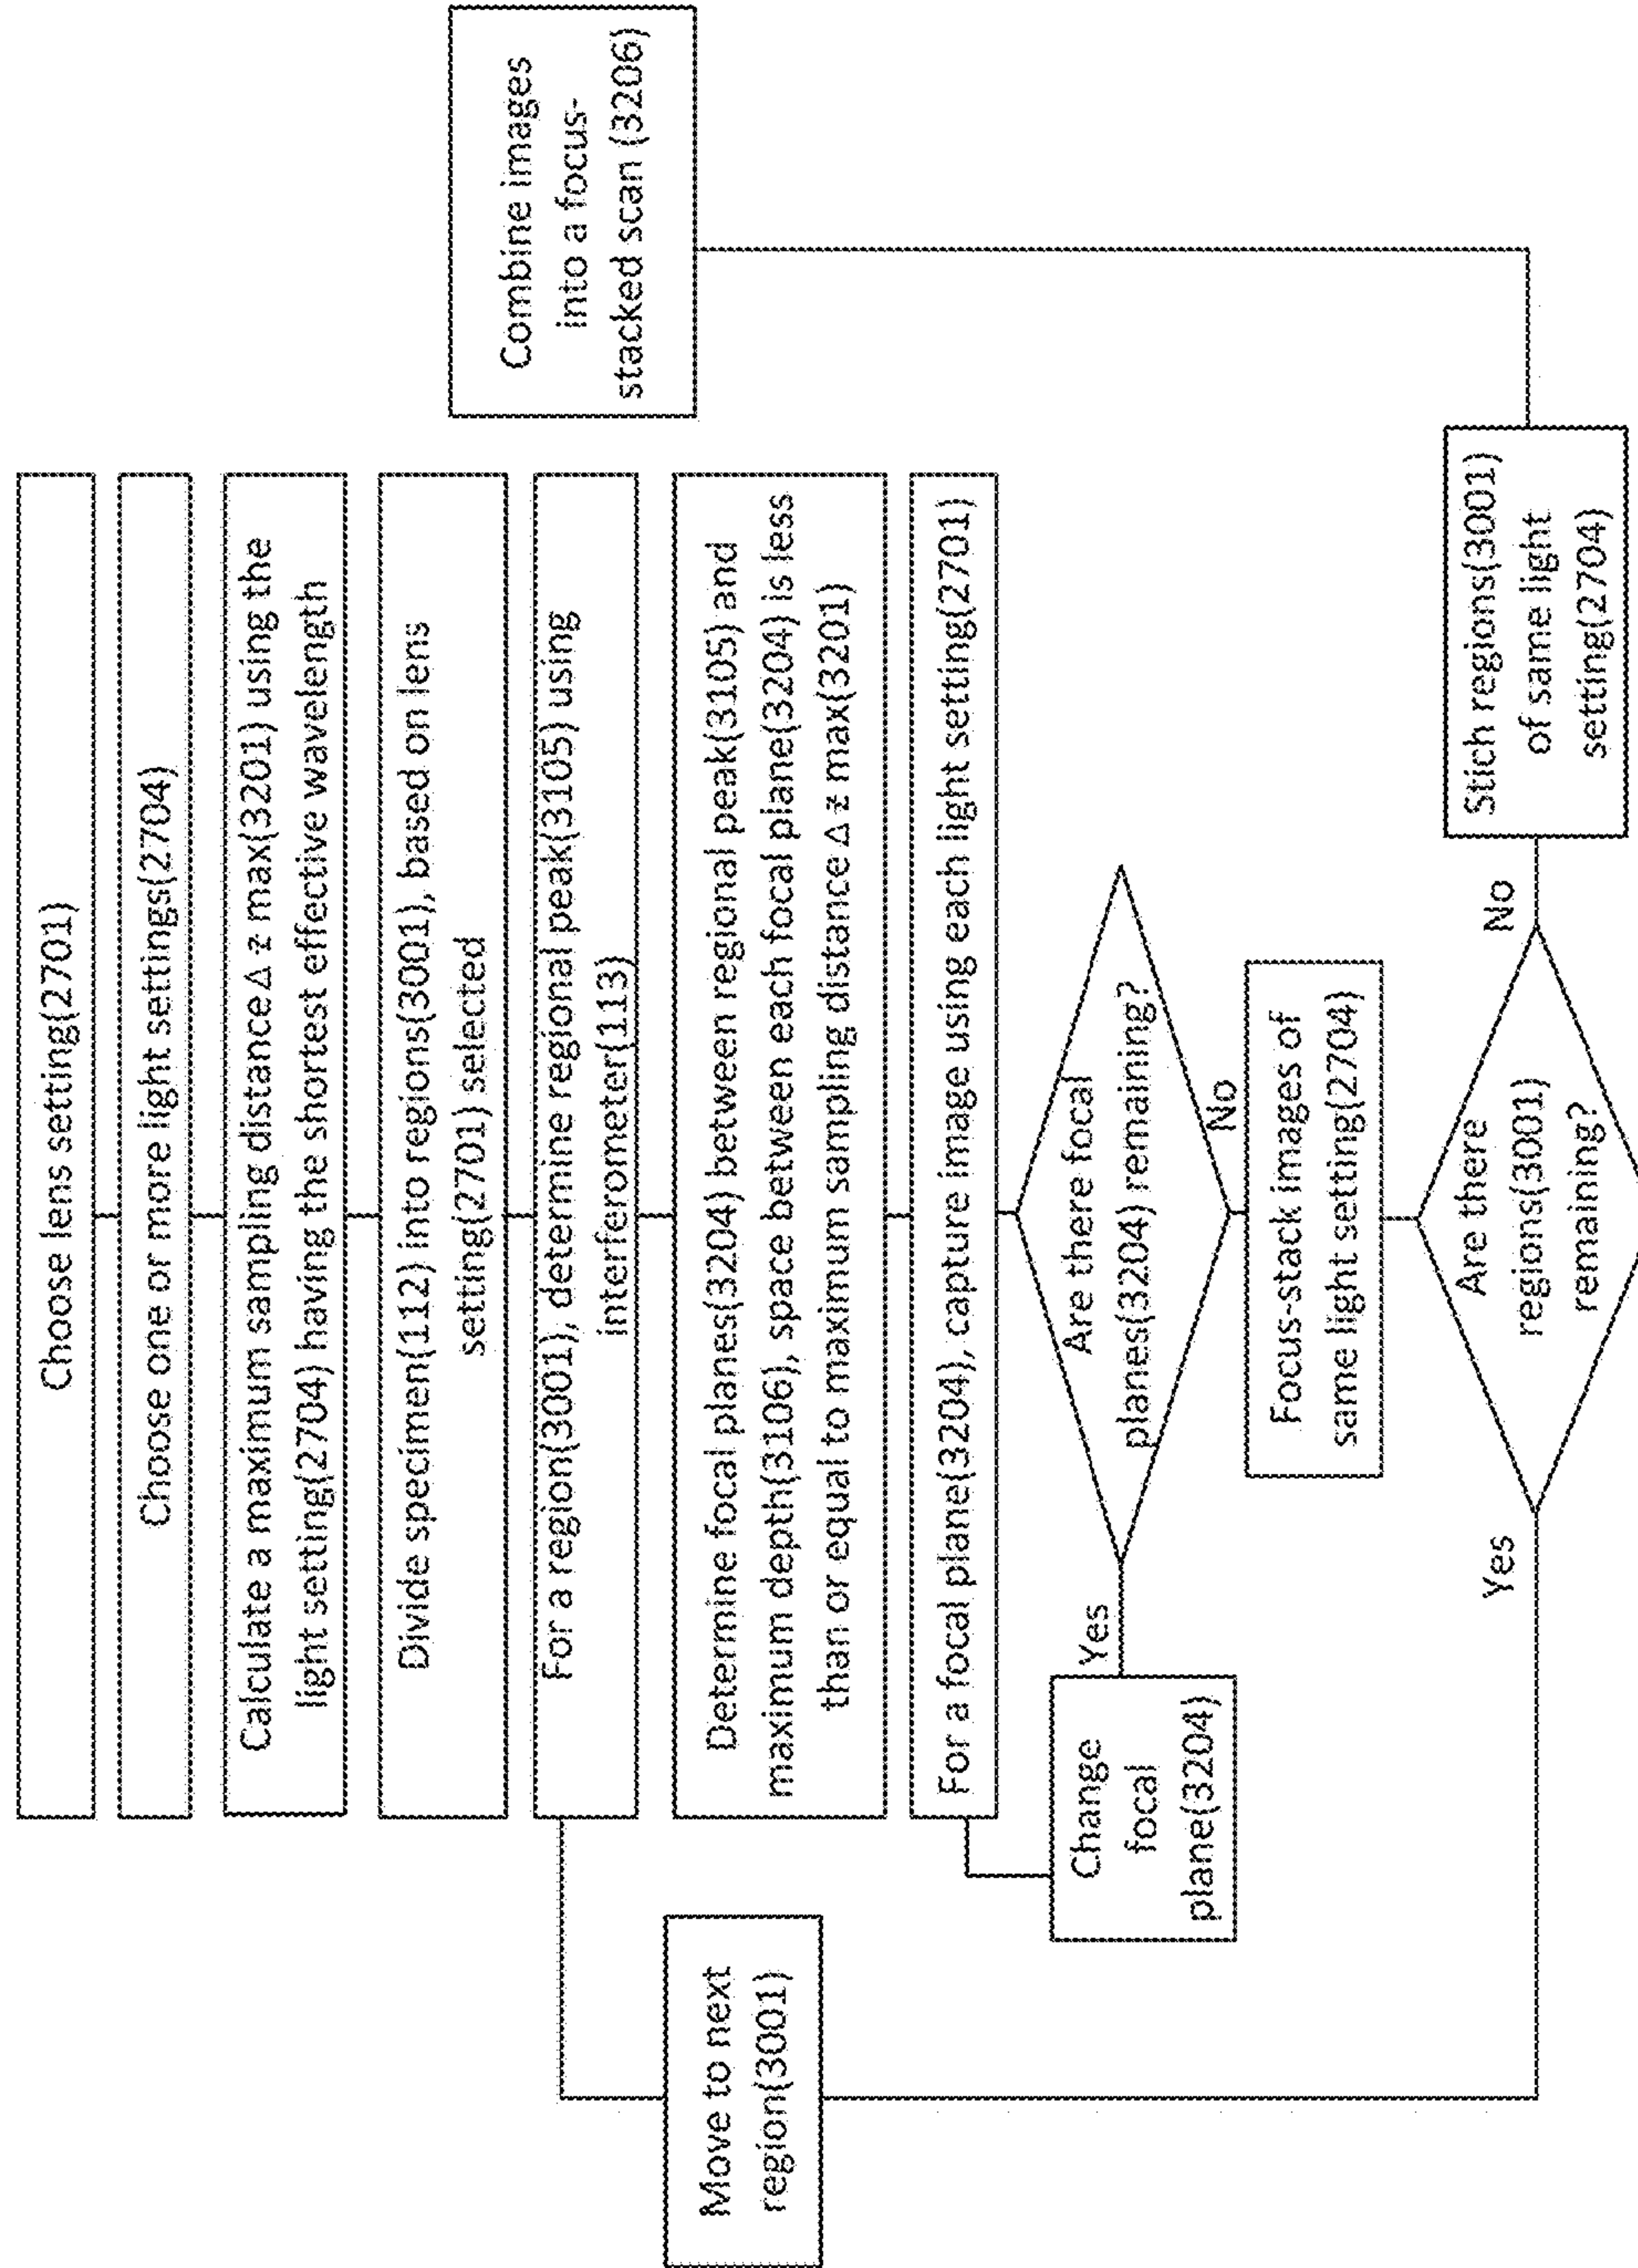 Choose lens setting(2701)
Choose one or more light settings(2704)
Calculate a maximum sampling distance Δ z max(3201) using the
light setting(2704) having the shortest effective wavelength
Divide specimen(112) into regions(3001), based on lens
setting(2701) selected
For a region(3001), determine regional peak(3105) using
interferometer(113)
Determine focal planes(3204) between regional peak(3105) and
maximum depth(3106), space between each focal plane(3204) is less
than or equal to maximum sampling distance Δ z max(3201)
For a focal plane(3204), capture image using each light setting(2701)
Are there focal
planes(3204) remaining?
Yes
Change
focal
plane(3204)
No
Focus-stack images of
same light setting(2704)
Are there
regions(3001)
remaining?
Yes
Move to next
region(3001)
No
Stich regions(3001)
of same light
setting(2704)
Combine images
into a focus-
stacked scan (3206)